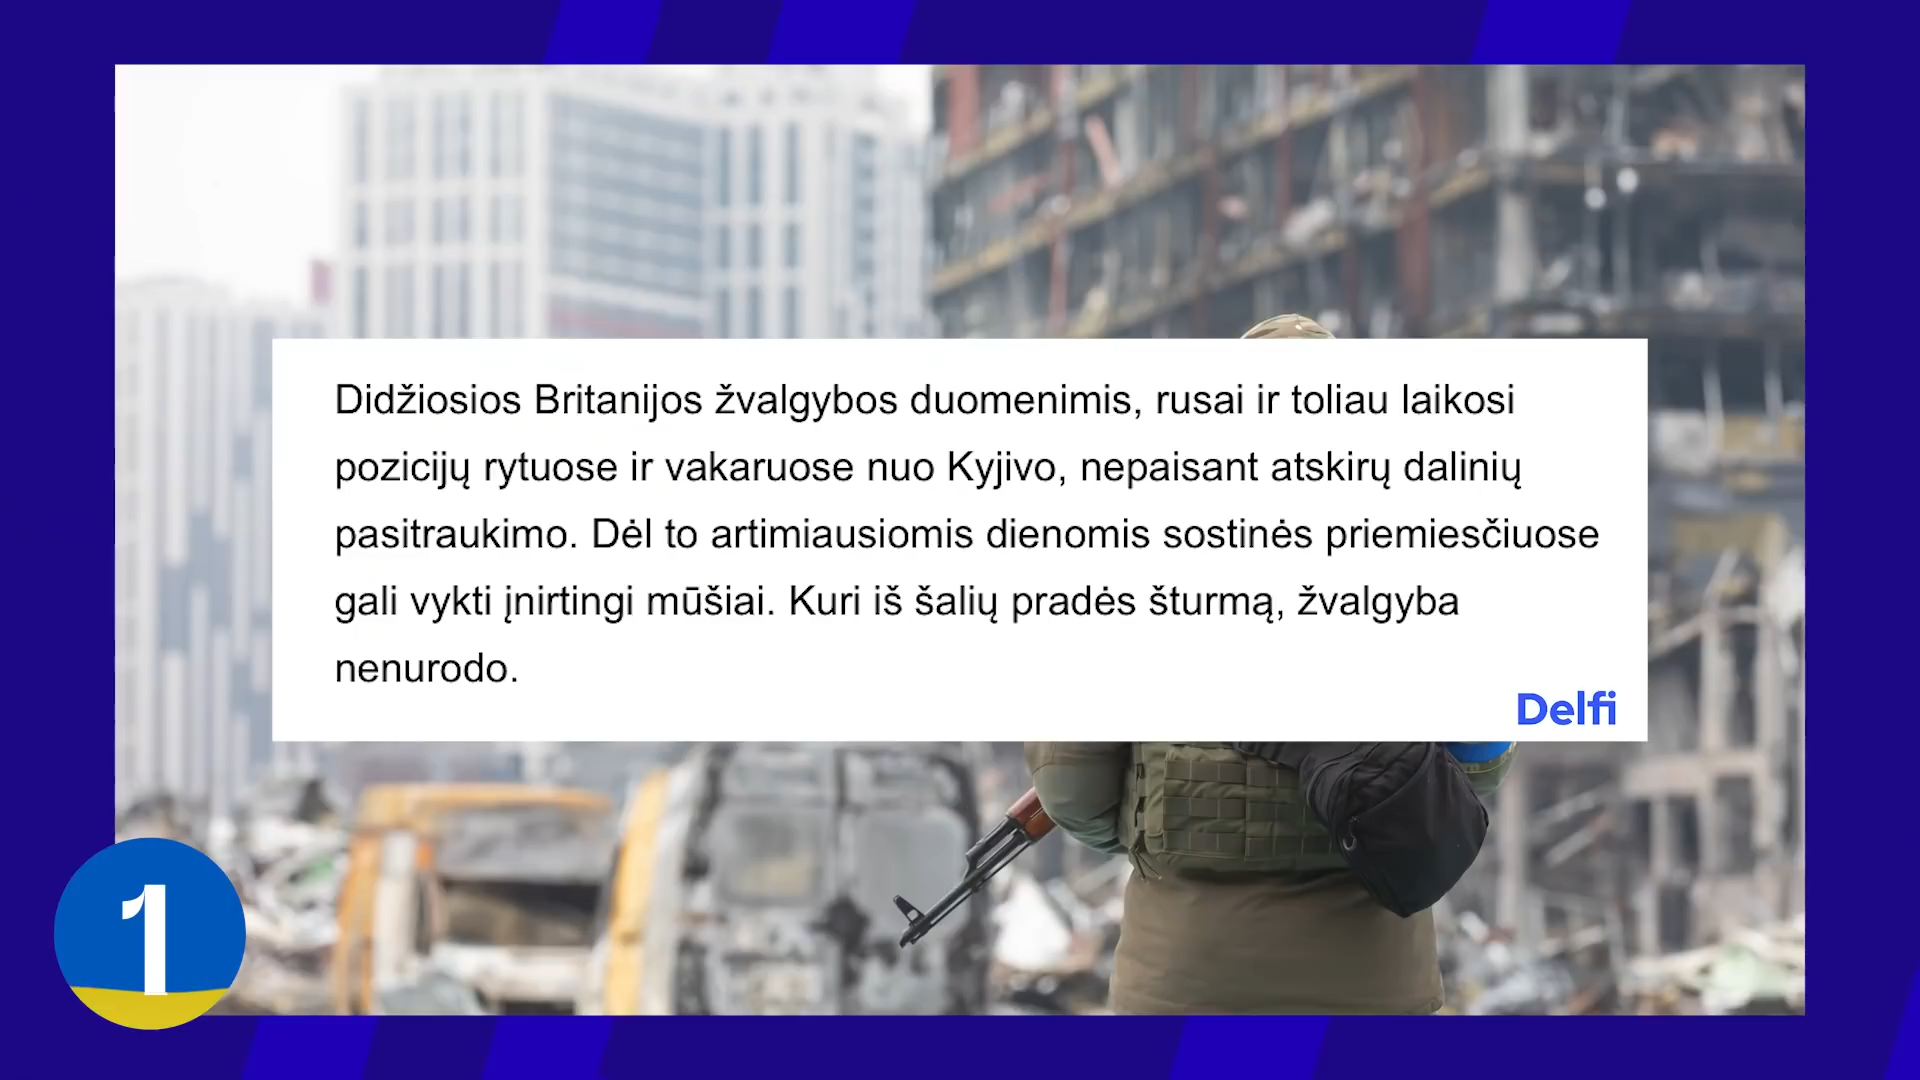 Didžiosios Britanijos žvalgybos duomenimis, rusai ir toliau laikosi
pozicijų rytuose ir vakaruose nuo Kyjivo, nepaisant atskirų dalinių
pasitraukimo. Dėl to artimiausiomis dienomis sostinės priemiesčiuose
gali vykti įnirtingi mūšiai. Kuri iš šalių pradės šturmą, žvalgyba
nenurodo.
Delfi
1